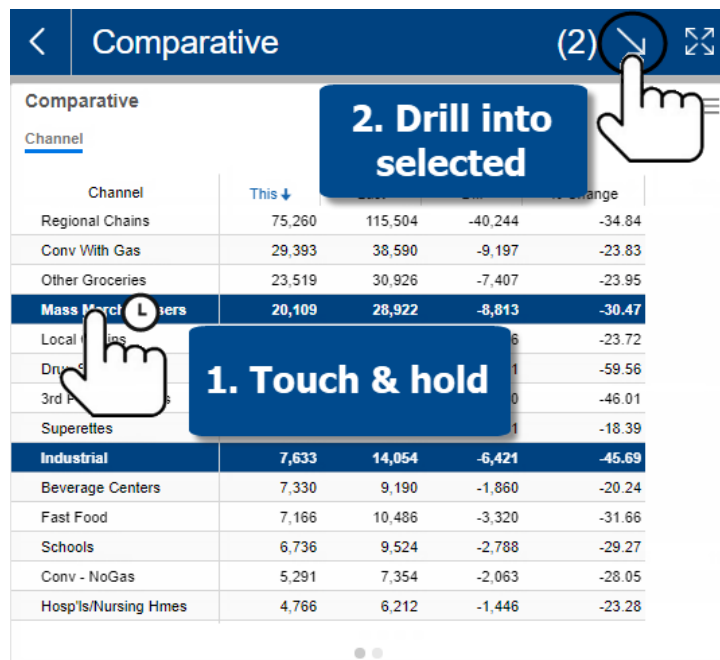 Comparative (2)
Comparative
Channel
2. Drill into
selected
Channel This
Regional Chains 75,260 115,504 -40,244 -34.84
Conv With Gas 29,393 38,590 -9,197 -23.83
Other Groceries 23,519 30,926 -7,407 -23.95
Mass 20,109 28,922 -8,813 -30.47
Local -23.72
-59.56
3rd -46.01
Superettes -18.39
1. Touch & hold
Industrial 7,633 14,054 -6,421 -45.69
Beverage Centers 7,330 9,190 -1,860 -20.24
Fast Food 7,166 10,486 -3,320 -31.66
Schools 6,736 9,524 -2,788 -29.27
Conv - NoGas 5,291 7,354 -2,063 -28.05
Hosp'ls/Nursing Hmes 4,766 6,212 -1,446 -23.28